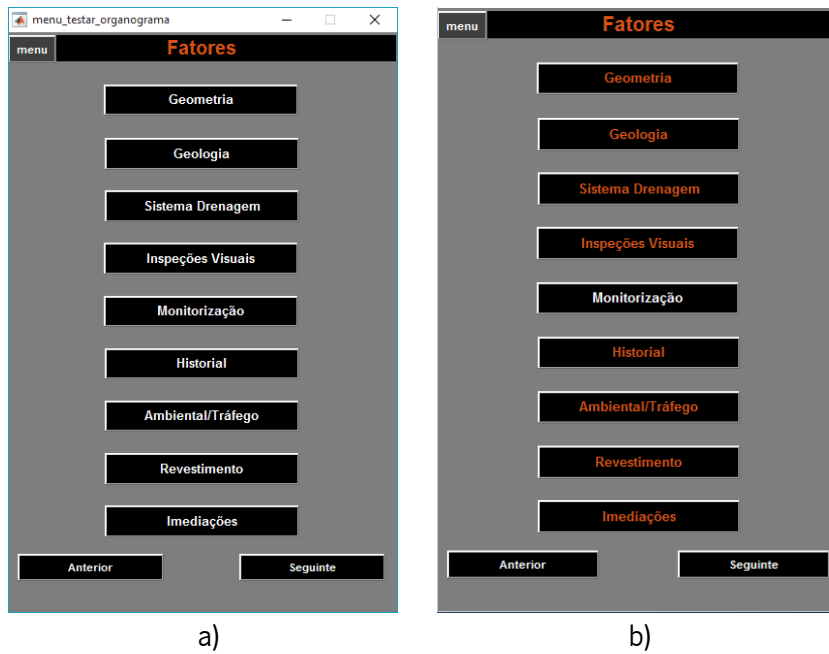 menu_testar_organograma
menu
Fatores
Geometria
Geologia
Sistema Drenagem
Inspeções Visuais
Monitorização
Historial
Ambiental/Tráfego
Revestimento
Imediações
Anterior
Seguinte
a)
menu
Fatores
Geometria
Geologia
Sistema Drenagem
Inspeções Visuais
Monitorização
Historial
Ambiental/Tráfego
Revestimento
Imediações
Anterior
Seguinte
b)